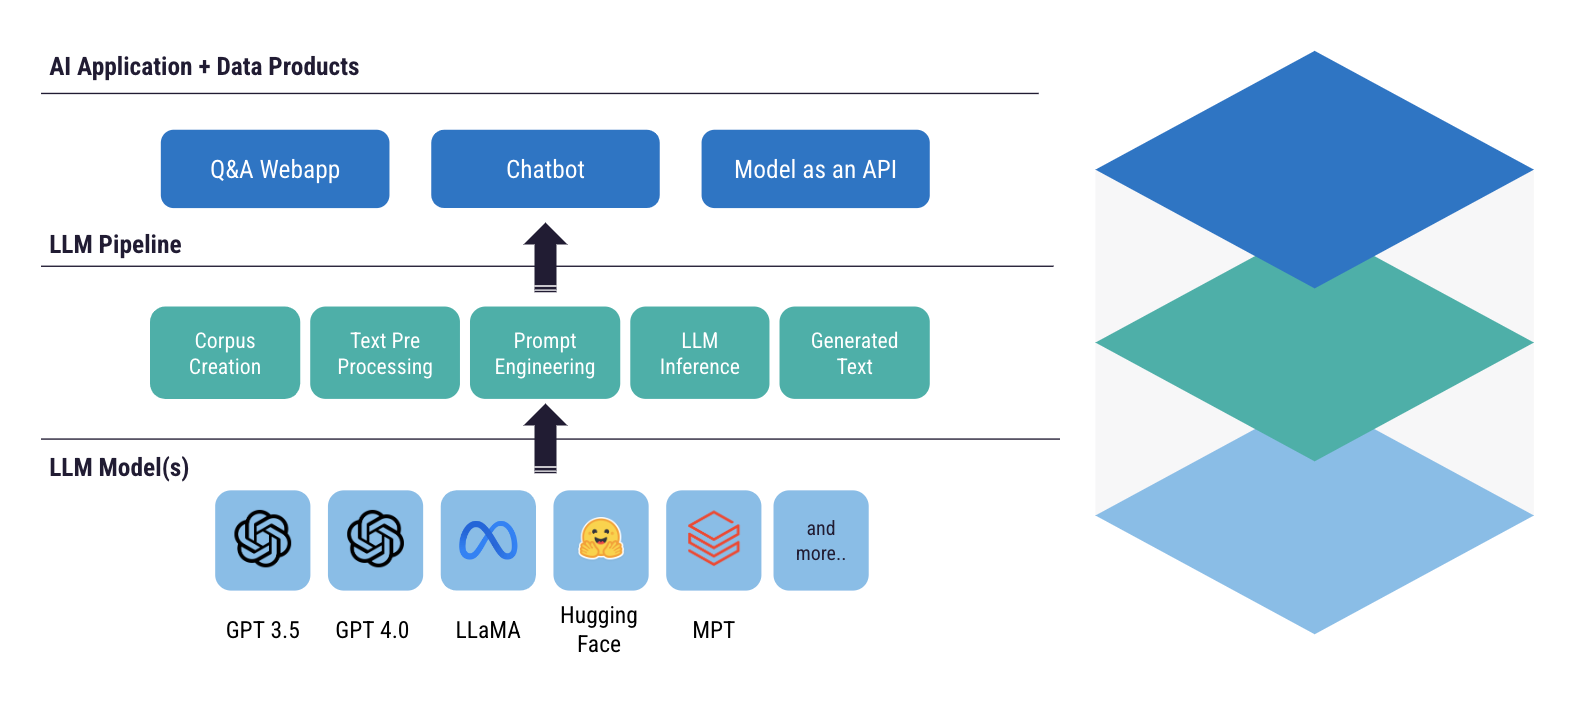 AI Application + Data Products
Q&A Webapp
Chatbot
Model as an API
LLM Pipeline
Corpus
Creation
Text Pre
Processing
Prompt
Engineering
LLM
Inference
Generated
Text
LLM Model(s)
and
more..
GPT 3.5
GPT 4.0
LLaMA
Hugging
Face
MPT